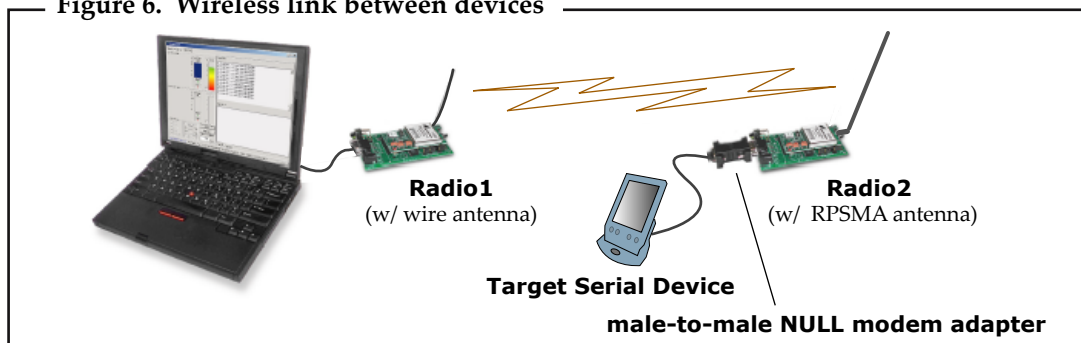 Figure 6. Wireless link between devices
Radio1
(w/ wire antenna)
Radio2
(w/ RPSMA antenna)
Target Serial Device
male-to-male NULL modem adapter